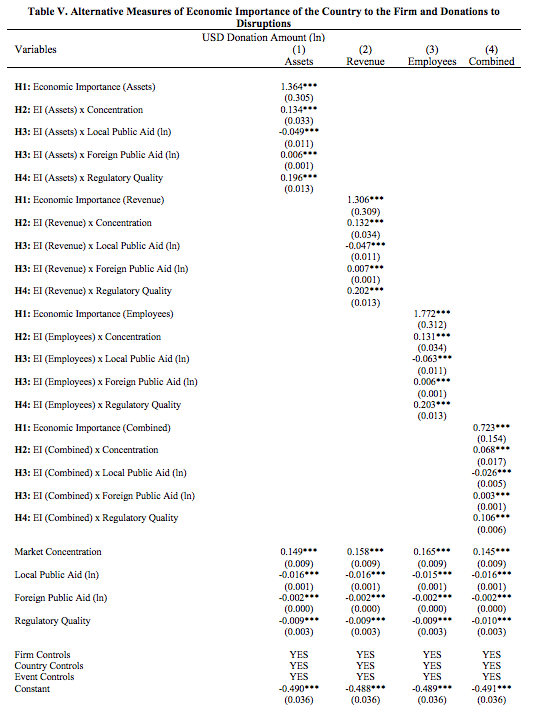 Table V. Alternative Measures of Economic Importance of the Country to the Firm and Donations to
Disruptions
USD Donation Amount (ln)
Variables (1) (2) (3) (4)
Assets Revenue Employees Combined
H1: Economic Importance (Assets) 1.364***
(0.305)
H2: EI (Assets) x Concentration 0.134***
(0.033)
H3: EI (Assets) x Local Public Aid (ln) -0.049***
(0.011)
H3: EI (Assets) x Foreign Public Aid (ln) 0.006***
(0.001)
H4: EI (Assets) x Regulatory Quality 0.196***
(0.013)
H1: Economic Importance (Revenue) 1.306***
(0.309)
H2: EI (Revenue) x Concentration 0.132***
(0.034)
H3: EI (Revenue) x Local Public Aid (ln) -0.047***
(0.011)
H3: EI (Revenue) x Foreign Public Aid (ln) 0.007***
(0.001)
H4: EI (Revenue) x Regulatory Quality 0.202***
(0.013)
H1: Economic Importance (Employees) 1.772***
(0.312)
H2: EI (Employees) x Concentration 0.131***
(0.034)
H3: EI (Employees) x Local Public Aid (ln) -0.063***
(0.011)
H3: EI (Employees) x Foreign Public Aid (ln) 0.006***
(0.001)
H4: EI (Employees) x Regulatory Quality 0.203***
(0.013)
H1: Economic Importance (Combined) 0.723***
(0.154)
H2: EI (Combined) x Concentration 0.068***
(0.017)
H3: EI (Combined) x Local Public Aid (ln) -0.026***
(0.005)
H3: EI (Combined) x Foreign Public Aid (ln) 0.003***
(0.001)
H4: EI (Combined) x Regulatory Quality 0.106***
(0.006)
Market Concentration 0.149*** 0.158*** 0.165*** 0.145***
(0.009) (0.009) (0.009) (0.009)
Local Public Aid (ln) -0.016*** -0.016*** -0.015*** -0.016***
(0.001) (0.001) (0.001) (0.001)
Foreign Public Aid (ln) -0.002*** -0.002*** -0.002*** -0.002***
(0.000) (0.000) (0.000) (0.000)
Regulatory Quality -0.009*** -0.009*** -0.009*** -0.010***
(0.003) (0.003) (0.003) (0.003)
Firm Controls YES YES YES YES
Country Controls YES YES YES YES
Event Controls YES YES YES YES
Constant -0.490*** -0.488*** -0.489*** -0.491***
(0.036) (0.036) (0.036) (0.036)